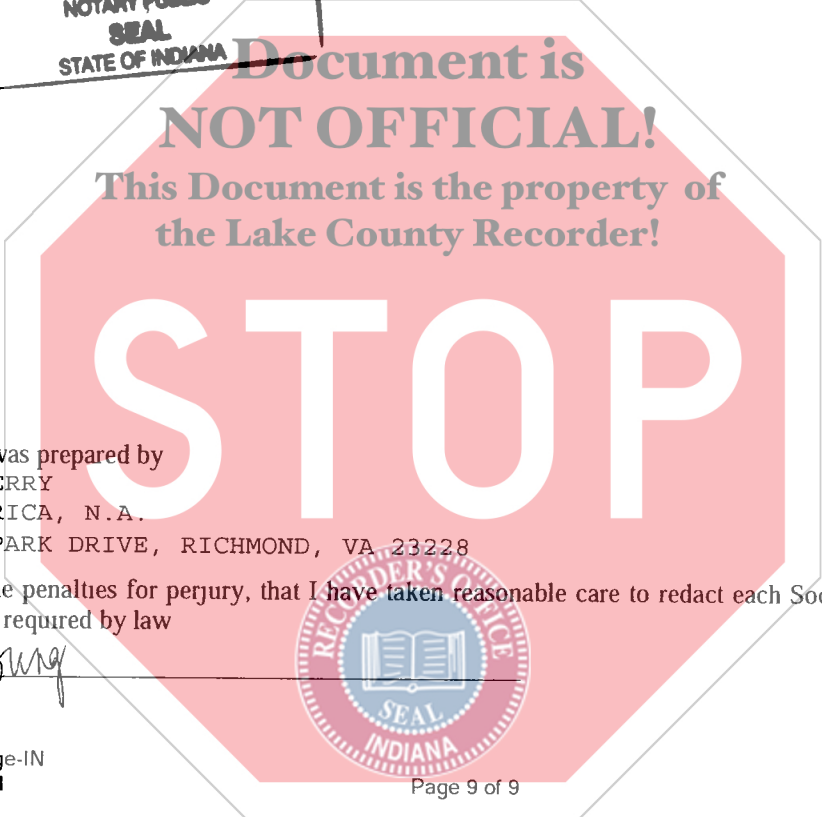 NOTARY PUBLIC
SEAL
STATE OF INDIANA
Document is
NOT OFFICIAL!
This Document is the property of
the Lake County Recorder!
STOP
was prepared by
ERRY
RICA, N.A.
PARK DRIVE, RICHMOND, VA 23228
e penalties for perjury, that I have taken reasonable care to redact each Soc
required by law
RECORDER'S OFFICE
SEAL
INDIANA
ge-IN
Page 9 of 9